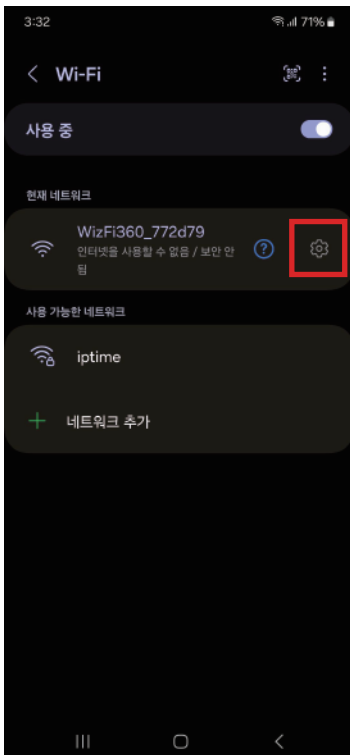 3:32 71%
Wi-Fi
사용 중
현재 네트워크
WizFi360_772d79
인터넷을 사용할 수 없음 / 보안 안
됨
?
사용 가능한 네트워크
iptime
네트워크 추가